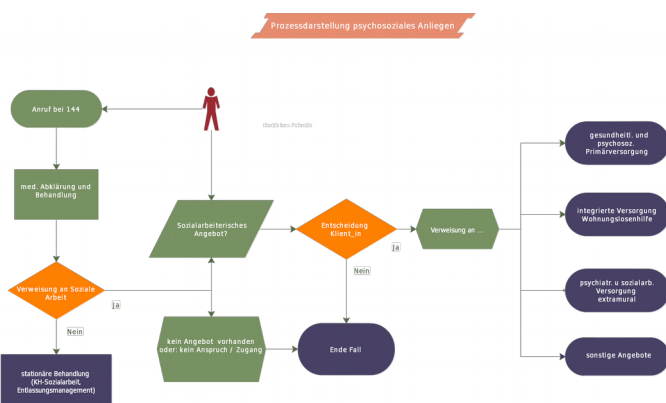 Prozessdarstellung psychosoziales Anliegen
Anruf bei 144
gesundheitl. und
psychosoz.
Primärversorgung
med. Abklärung und
Behandlung
Sozialarbeiterisches
Angebot?
Entscheidung
Klient_in
Verweisung an ...
integrierte Versorgung
Wohnungslosenhilfe
Ja
Nein
Verweisung an Soziale
Arbeit
ja
Nein
psychiatr. u sozialarb.
Versorgung
extramural
kein Angebot vorhanden
oder: kein Anspruch / Zugang
Ende Fall
sonstige Angebote
stationäre Behandlung
(KH-Sozialarbeit,
Entlassungsmanagement)